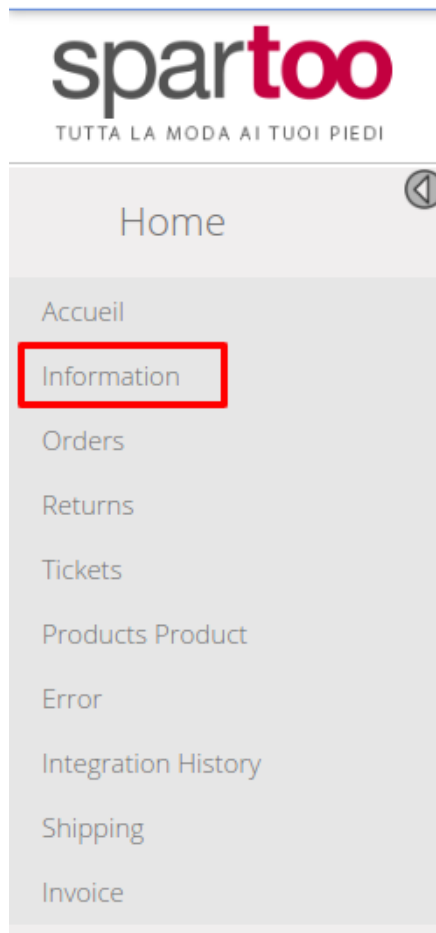 spartoo
TUTTA LA MODA AI TUOI PIEDI
Home
Accueil
Information
Orders
Returns
Tickets
Products Product
Error
Integration History
Shipping
Invoice